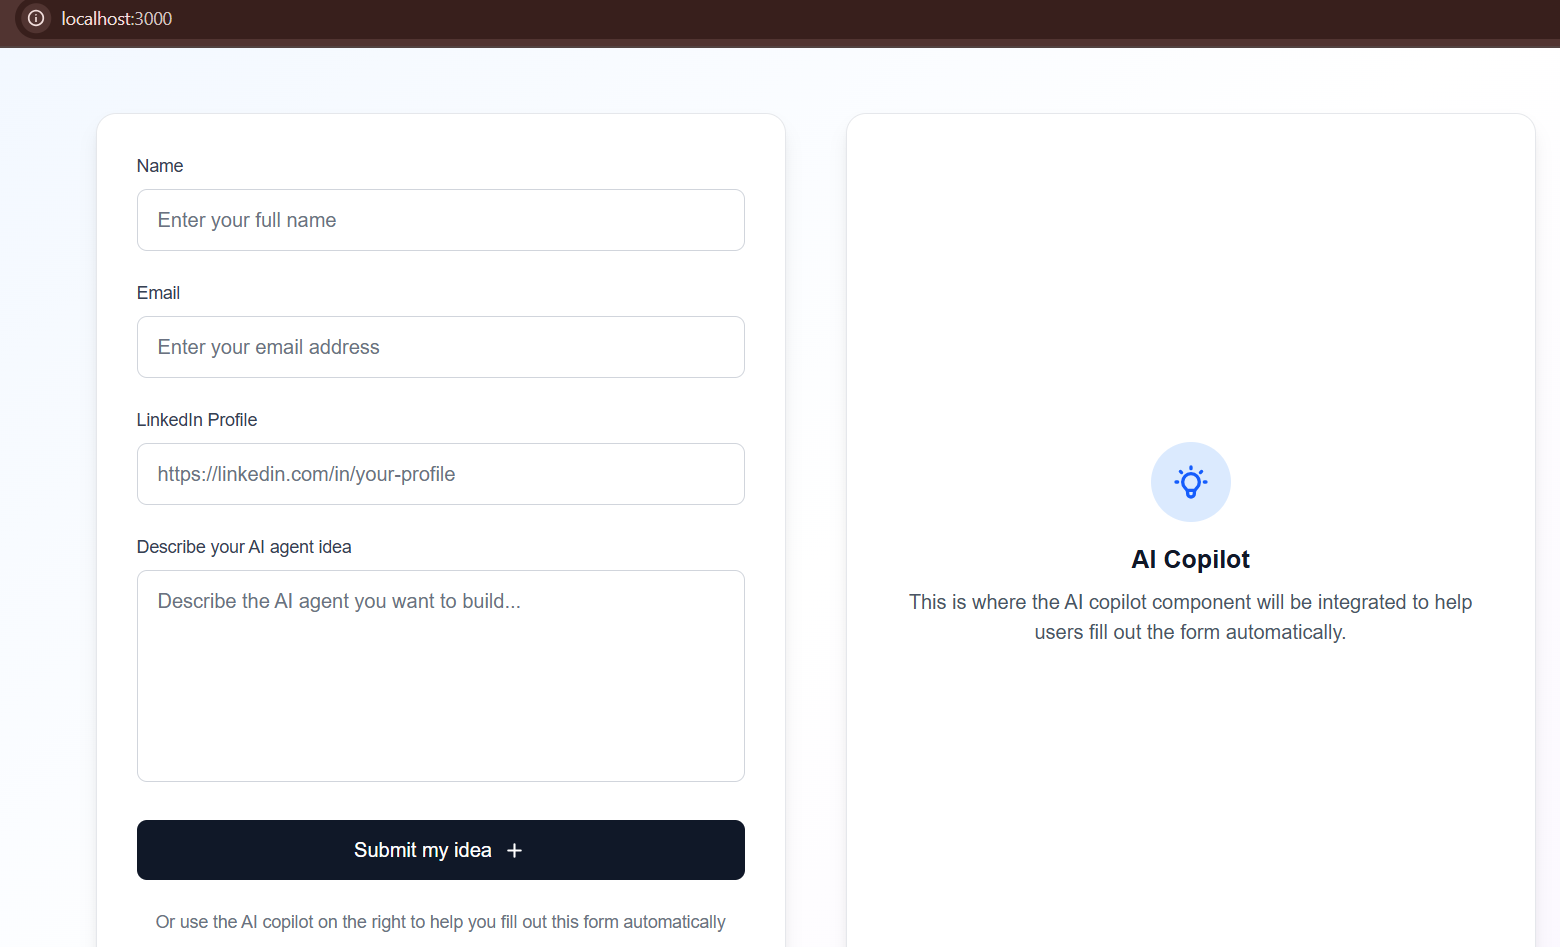 localhost:3000
Name
Enter your full name
Email
Enter your email address
LinkedIn Profile
https://linkedin.com/in/your-profile
Describe your AI agent idea
Describe the AI agent you want to build...
Submit my idea +
Or use the AI copilot on the right to help you fill out this form automatically
AI Copilot
This is where the AI copilot component will be integrated to help
users fill out the form automatically.